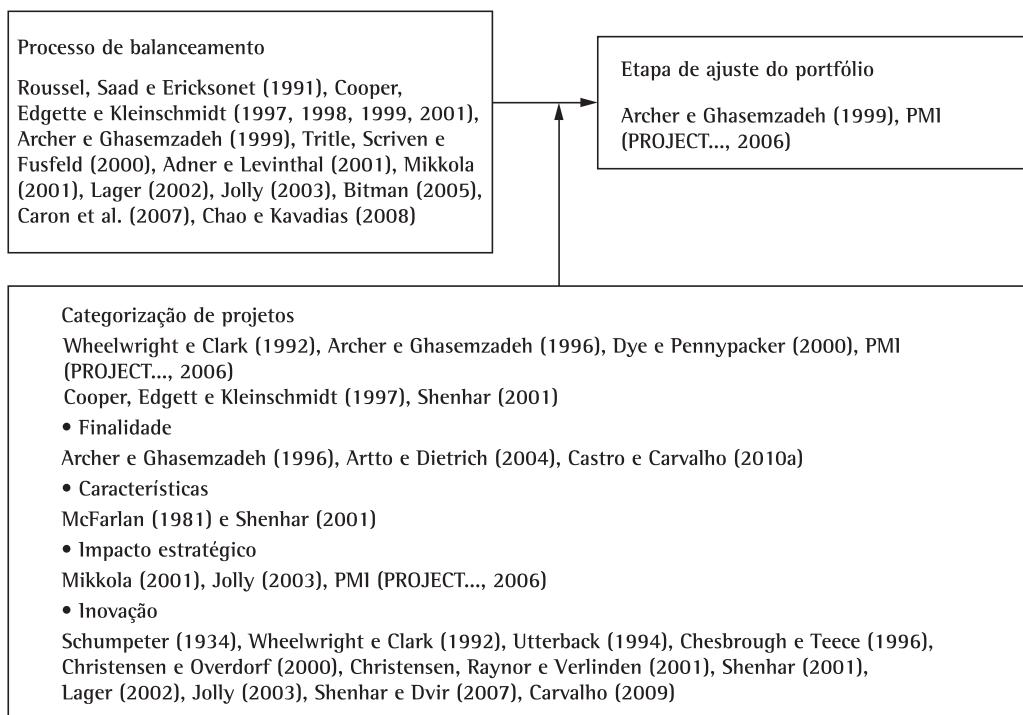 Processo de balanceamento
Roussel, Saad e Ericksonet (1991), Cooper,
Edgette e Kleinschmidt (1997, 1998, 1999, 2001),
Archer e Ghasemzadeh (1999), Tritle, Scriven e
Fusfeld (2000), Adner e Levinthal (2001), Mikkola
(2001), Lager (2002), Jolly (2003), Bitman (2005),
Caron et al. (2007), Chao e Kavadias (2008)
Etapa de ajuste do portfólio
Archer e Ghasemzadeh (1999), PMI
(PROJECT..., 2006)
Categorização de projetos
Wheelwright e Clark (1992), Archer e Ghasemzadeh (1996), Dye e Pennypacker (2000), PMI
(PROJECT..., 2006)
Cooper, Edgett e Kleinschmidt (1997), Shenhar (2001)
• Finalidade
Archer e Ghasemzadeh (1996), Artto e Dietrich (2004), Castro e Carvalho (2010a)
• Características
McFarlan (1981) e Shenhar (2001)
• Impacto estratégico
Mikkola (2001), Jolly (2003), PMI (PROJECT..., 2006)
• Inovação
Schumpeter (1934), Wheelwright e Clark (1992), Utterback (1994), Chesbrough e Teece (1996),
Christensen e Overdorf (2000), Christensen, Raynor e Verlinden (2001), Shenhar (2001),
Lager (2002), Jolly (2003), Shenhar e Dvir (2007), Carvalho (2009)